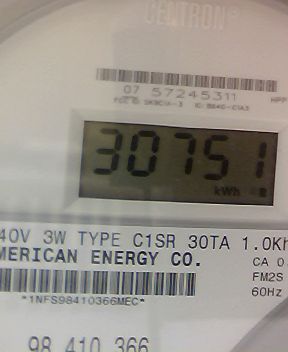 CENTRON®
07 57245311
30751
kWh
40V 3W TYPE C1SR 30TA 1.0Kh
MERICAN ENERGY CO.
CA 0
FM2S
60Hz
*1NFS98410366MEC*
98 410 366